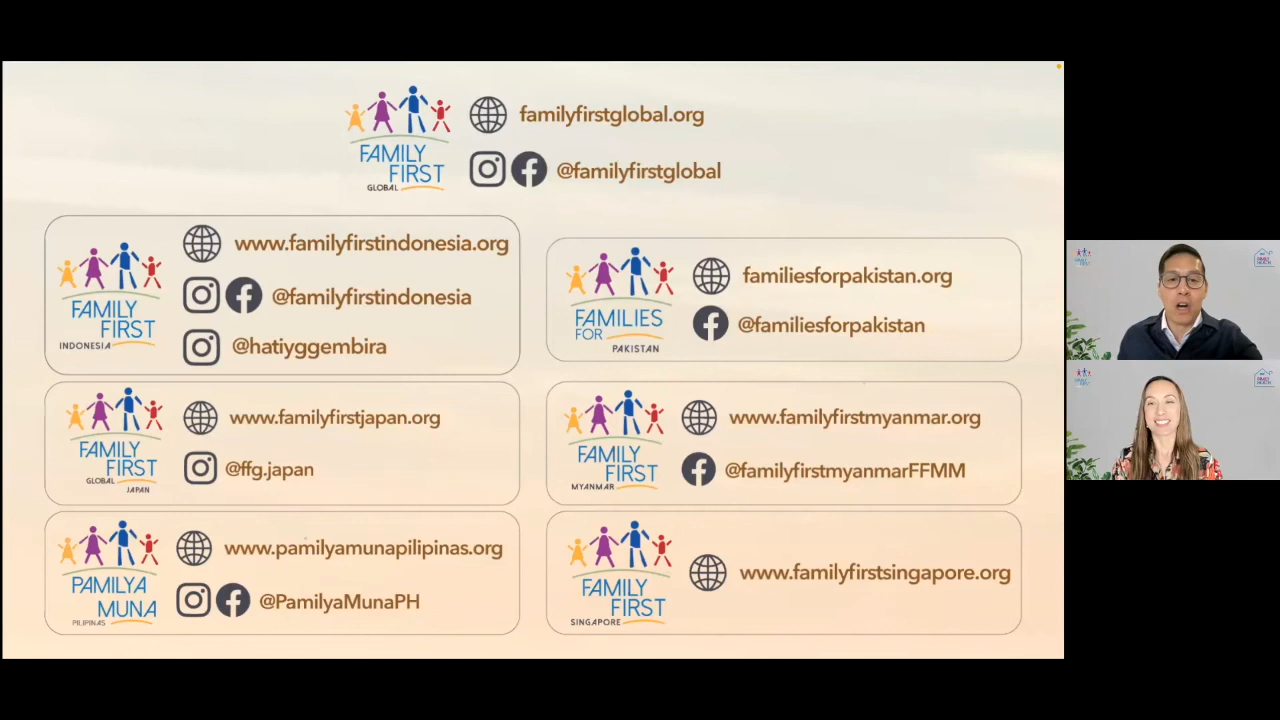 familyfirstglobal.org
FAMILY
FIRST
GLOBAL
@familyfirstglobal
www.familyfirstindonesia.org
FAMILY
FIRST
INDONESIA
@familyfirstindonesia
@hatiyggembira
familiesforpakistan.org
FAMILIES
FOR
PAKISTAN
@familiesforpakistan
www.familyfirstjapan.org
FAMILY
FIRST
GLOBAL
JAPAN
@ffg.japan
www.familyfirstmyanmar.org
FAMILY
FIRST
MYANMAR
@familyfirstmyanmarFFMM
www.pamilyamunapilipinas.org
PAMILYA
MUNA
PILIPINAS
@PamilyaMunaPH
www.familyfirstsingapore.org
FAMILY
FIRST
SINGAPORE